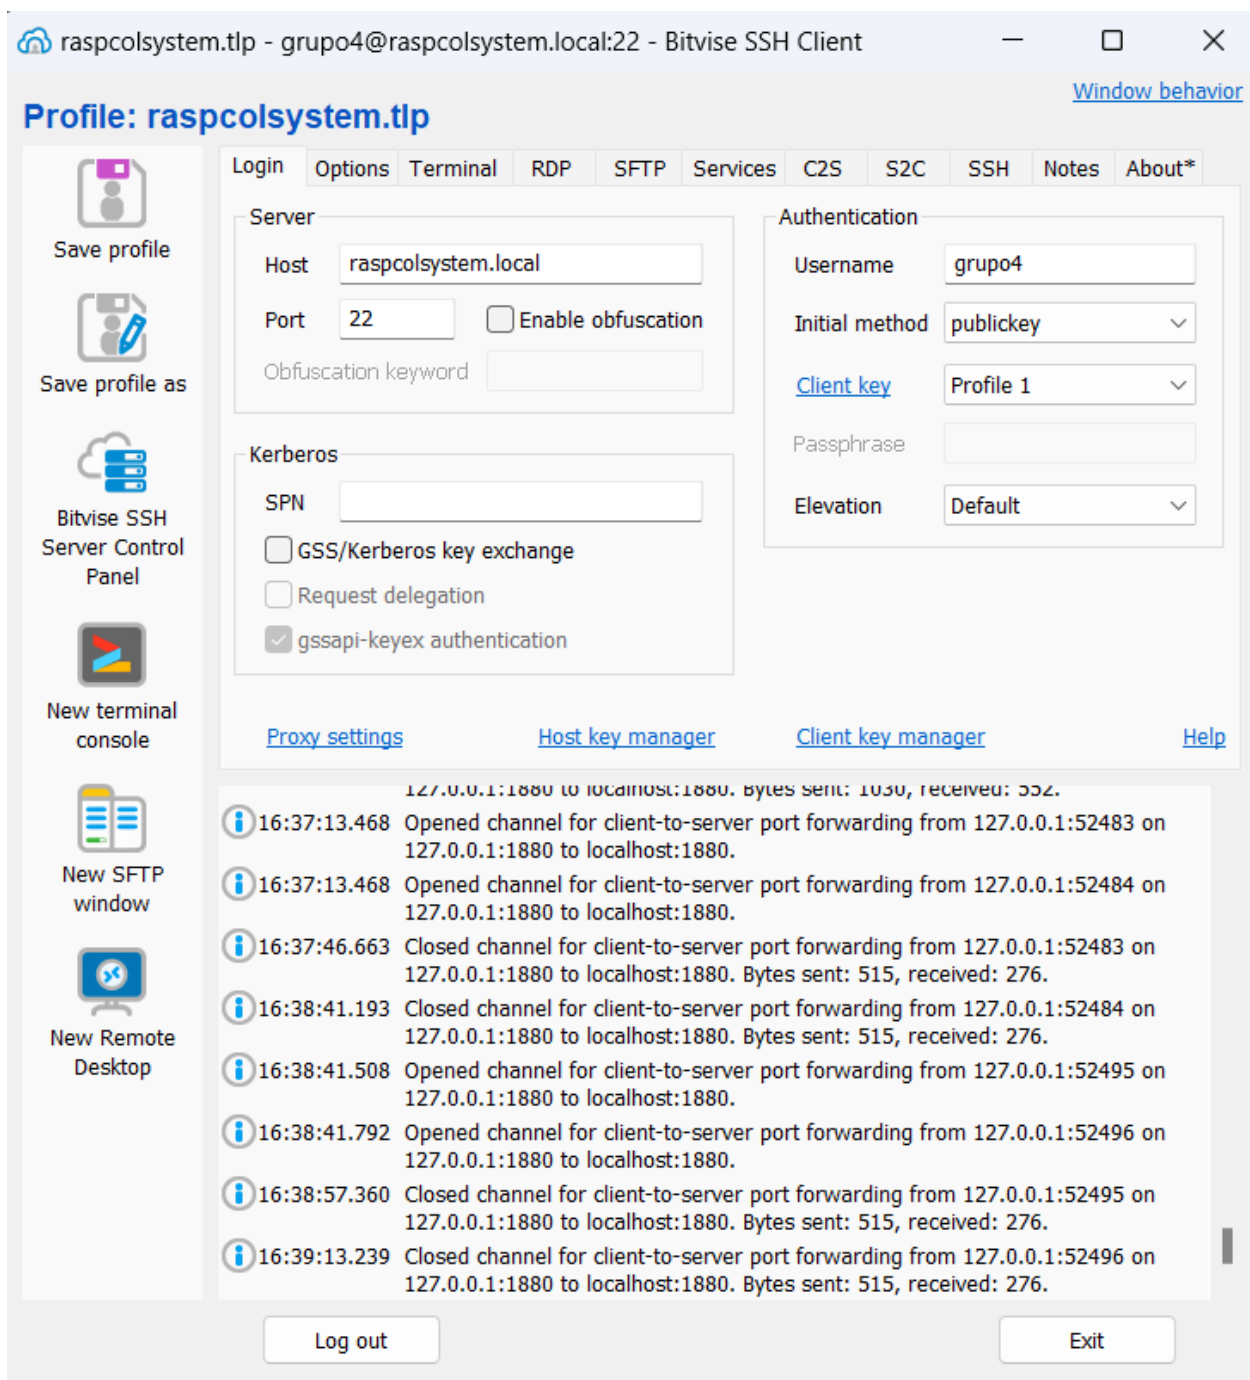 raspcolsystem.tlp - grupo4@raspcolsystem.local:22 - Bitvise SSH Client
Window behavior
Profile: raspcolsystem.tlp
Save profile
Save profile as
Bitvise SSH
Server Control
Panel
New terminal
console
New SFTP
window
New Remote
Desktop
Login Options Terminal RDP SFTP Services C2S S2C SSH Notes About*
Server
Host raspcolsystem.local
Port 22 Enable obfuscation
Obfuscation keyword
Kerberos
SPN
GSS/Kerberos key exchange
Request delegation
gssapi-keyex authentication
Authentication
Username grupo4
Initial method publickey
Client key Profile 1
Passphrase
Elevation Default
Proxy settings Host key manager Client key manager Help
127.0.0.1:1880 to localhost:1880. Bytes sent: 1030, received: 552.
16:37:13.468 Opened channel for client-to-server port forwarding from 127.0.0.1:52483 on
127.0.0.1:1880 to localhost:1880.
16:37:13.468 Opened channel for client-to-server port forwarding from 127.0.0.1:52484 on
127.0.0.1:1880 to localhost:1880.
16:37:46.663 Closed channel for client-to-server port forwarding from 127.0.0.1:52483 on
127.0.0.1:1880 to localhost:1880. Bytes sent: 515, received: 276.
16:38:41.193 Closed channel for client-to-server port forwarding from 127.0.0.1:52484 on
127.0.0.1:1880 to localhost:1880. Bytes sent: 515, received: 276.
16:38:41.508 Opened channel for client-to-server port forwarding from 127.0.0.1:52495 on
127.0.0.1:1880 to localhost:1880.
16:38:41.792 Opened channel for client-to-server port forwarding from 127.0.0.1:52496 on
127.0.0.1:1880 to localhost:1880.
16:38:57.360 Closed channel for client-to-server port forwarding from 127.0.0.1:52495 on
127.0.0.1:1880 to localhost:1880. Bytes sent: 515, received: 276.
16:39:13.239 Closed channel for client-to-server port forwarding from 127.0.0.1:52496 on
127.0.0.1:1880 to localhost:1880. Bytes sent: 515, received: 276.
Log out Exit